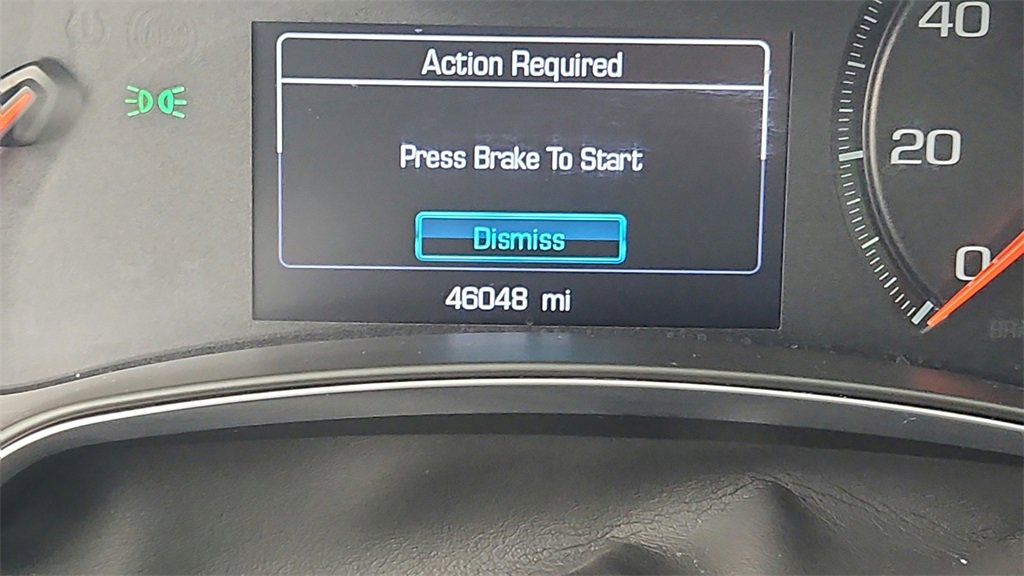 Action Required
Press Brake To Start
Dismiss
46048 mi
40
20
0